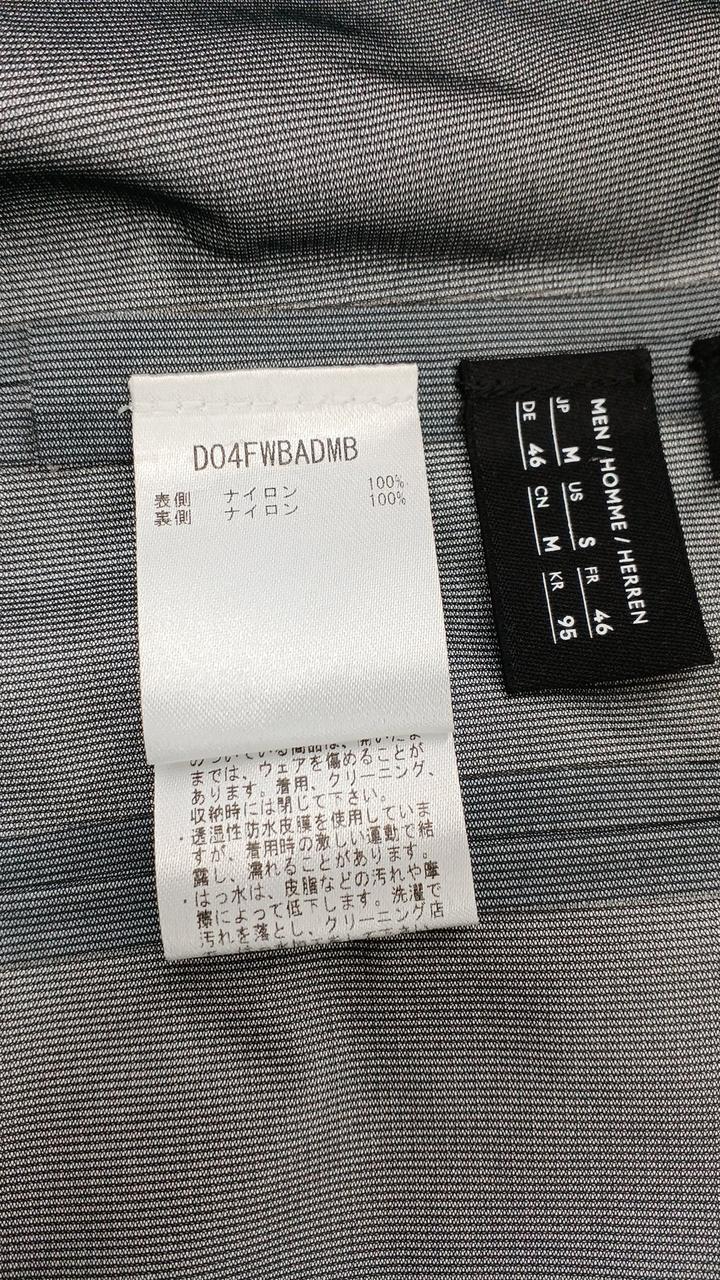 D04FWBADMB
表側 ナイロン 100%
裏側 ナイロン 100%
までは、ウェアを傷めることが
あります。着用、クリーニング、
収納時には閉じて下さい。
・透湿性防水皮膜を使用していま
すが、着用時の激しい運動で結
露し、濡れることがあります。
・はっ水は、皮脂などの汚れや摩
擦によって低下します。洗濯で
汚れを落とし、クリーニング店
MEN / HOMME / HERREN
JP M US S FR 46
DE 46 CN M KR 95